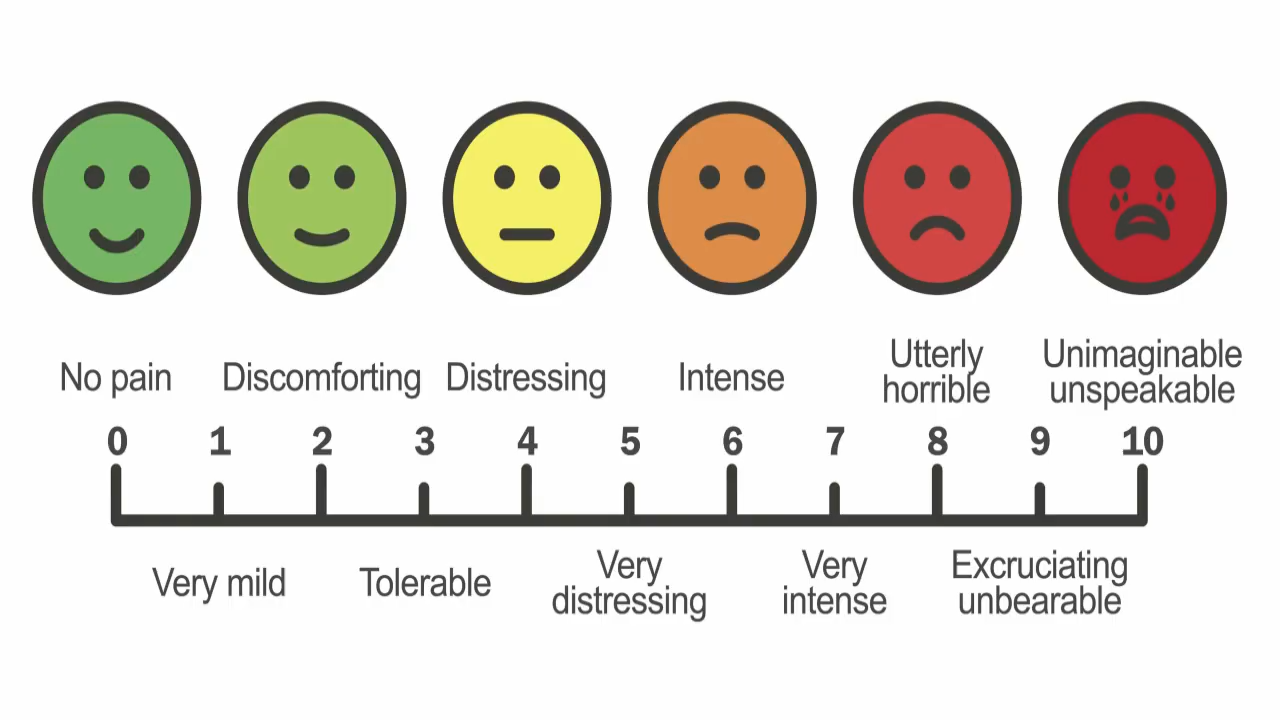 No pain
Discomforting
Distressing
Intense
Utterly
horrible
Unimaginable
unspeakable
0 1 2 3 4 5 6 7 8 9 10
Very mild
Tolerable
Very
distressing
Very
intense
Excruciating
unbearable